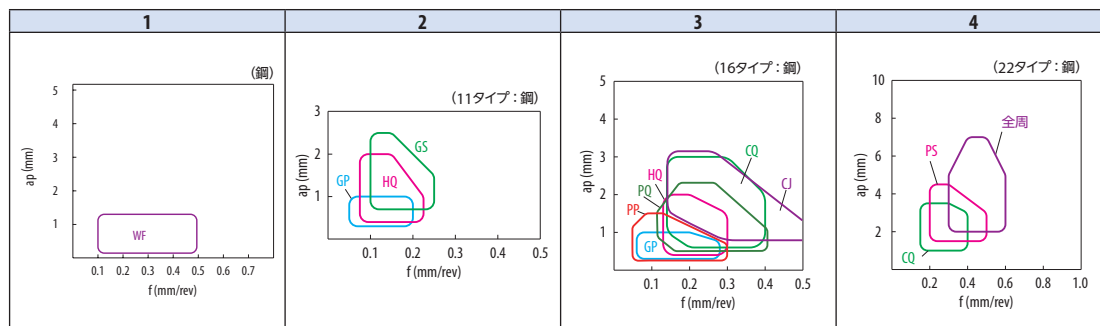 1
2
3
4
(鋼)
5
4
3
2
1
ap (mm)
WF
0.1 0.2 0.3 0.4 0.5 0.6 0.7
f (mm/rev)
(11タイプ:鋼)
3
2
1
ap (mm)
GS
HQ
GP
0.1 0.2 0.3 0.4 0.5
f (mm/rev)
(16タイプ:鋼)
5
4
3
2
1
ap (mm)
CQ
HQ
CJ
PQ
PP
GP
0.1 0.2 0.3 0.4 0.5
f (mm/rev)
(22タイプ:鋼)
10
8
6
4
2
ap (mm)
全周
PS
CQ
0.2 0.4 0.6 0.8 1.0
f (mm/rev)